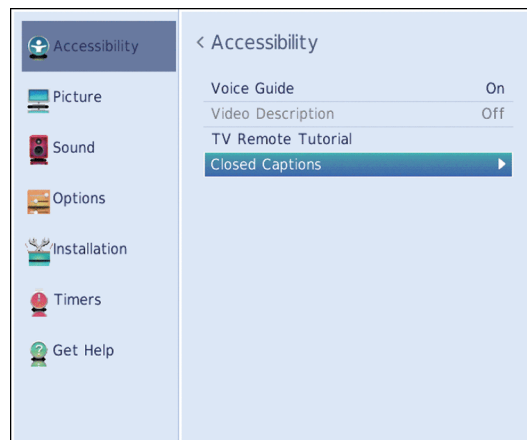 Accessibility
Picture
Sound
Options
Installation
Timers
Get Help
< Accessibility
Voice Guide On
Video Description Off
TV Remote Tutorial
Closed Captions